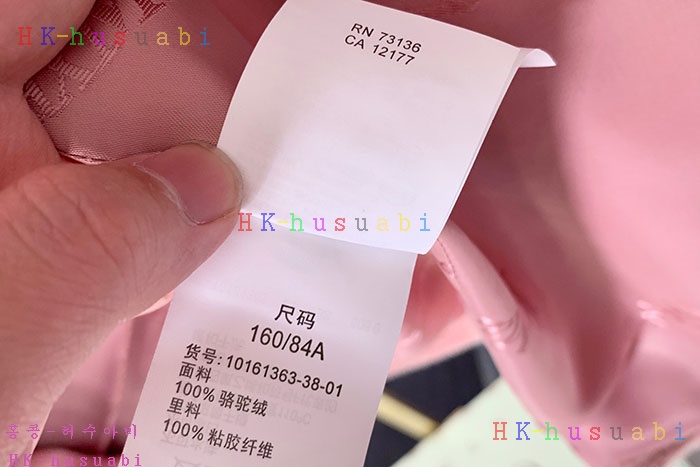 HK-husuabi
RN 73136
CA 12177
HK-husuabi
尺码
160/84A
货号:10161363-38-01
面料
100%骆驼绒
里料
100%粘胶纤维
홍콩-허수아비
HK-husuabi
HK-husuabi